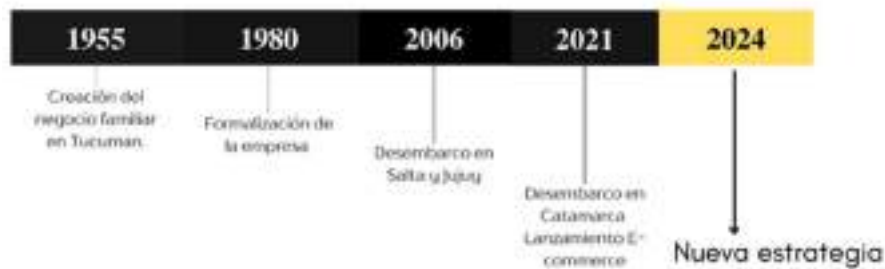 1955 1980 2006 2021 2024
Creación del
negocio familiar
en Tucuman.
Formalización de
la empresa
Desembarco en
Salta y Jujuy
Desembarco en
Catamarca
Lanzamiento E-
commerce
Nueva estrategia